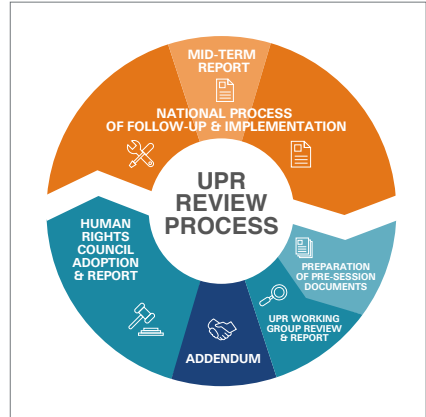 MID-TERM
REPORT
NATIONAL PROCESS
OF FOLLOW-UP & IMPLEMENTATION
UPR
REVIEW
PROCESS
HUMAN
RIGHTS
COUNCIL
ADOPTION
& REPORT
PREPARATION
OF PRE-SESSION
DOCUMENTS
UPR WORKING
GROUP REVIEW
& REPORT
ADDENDUM